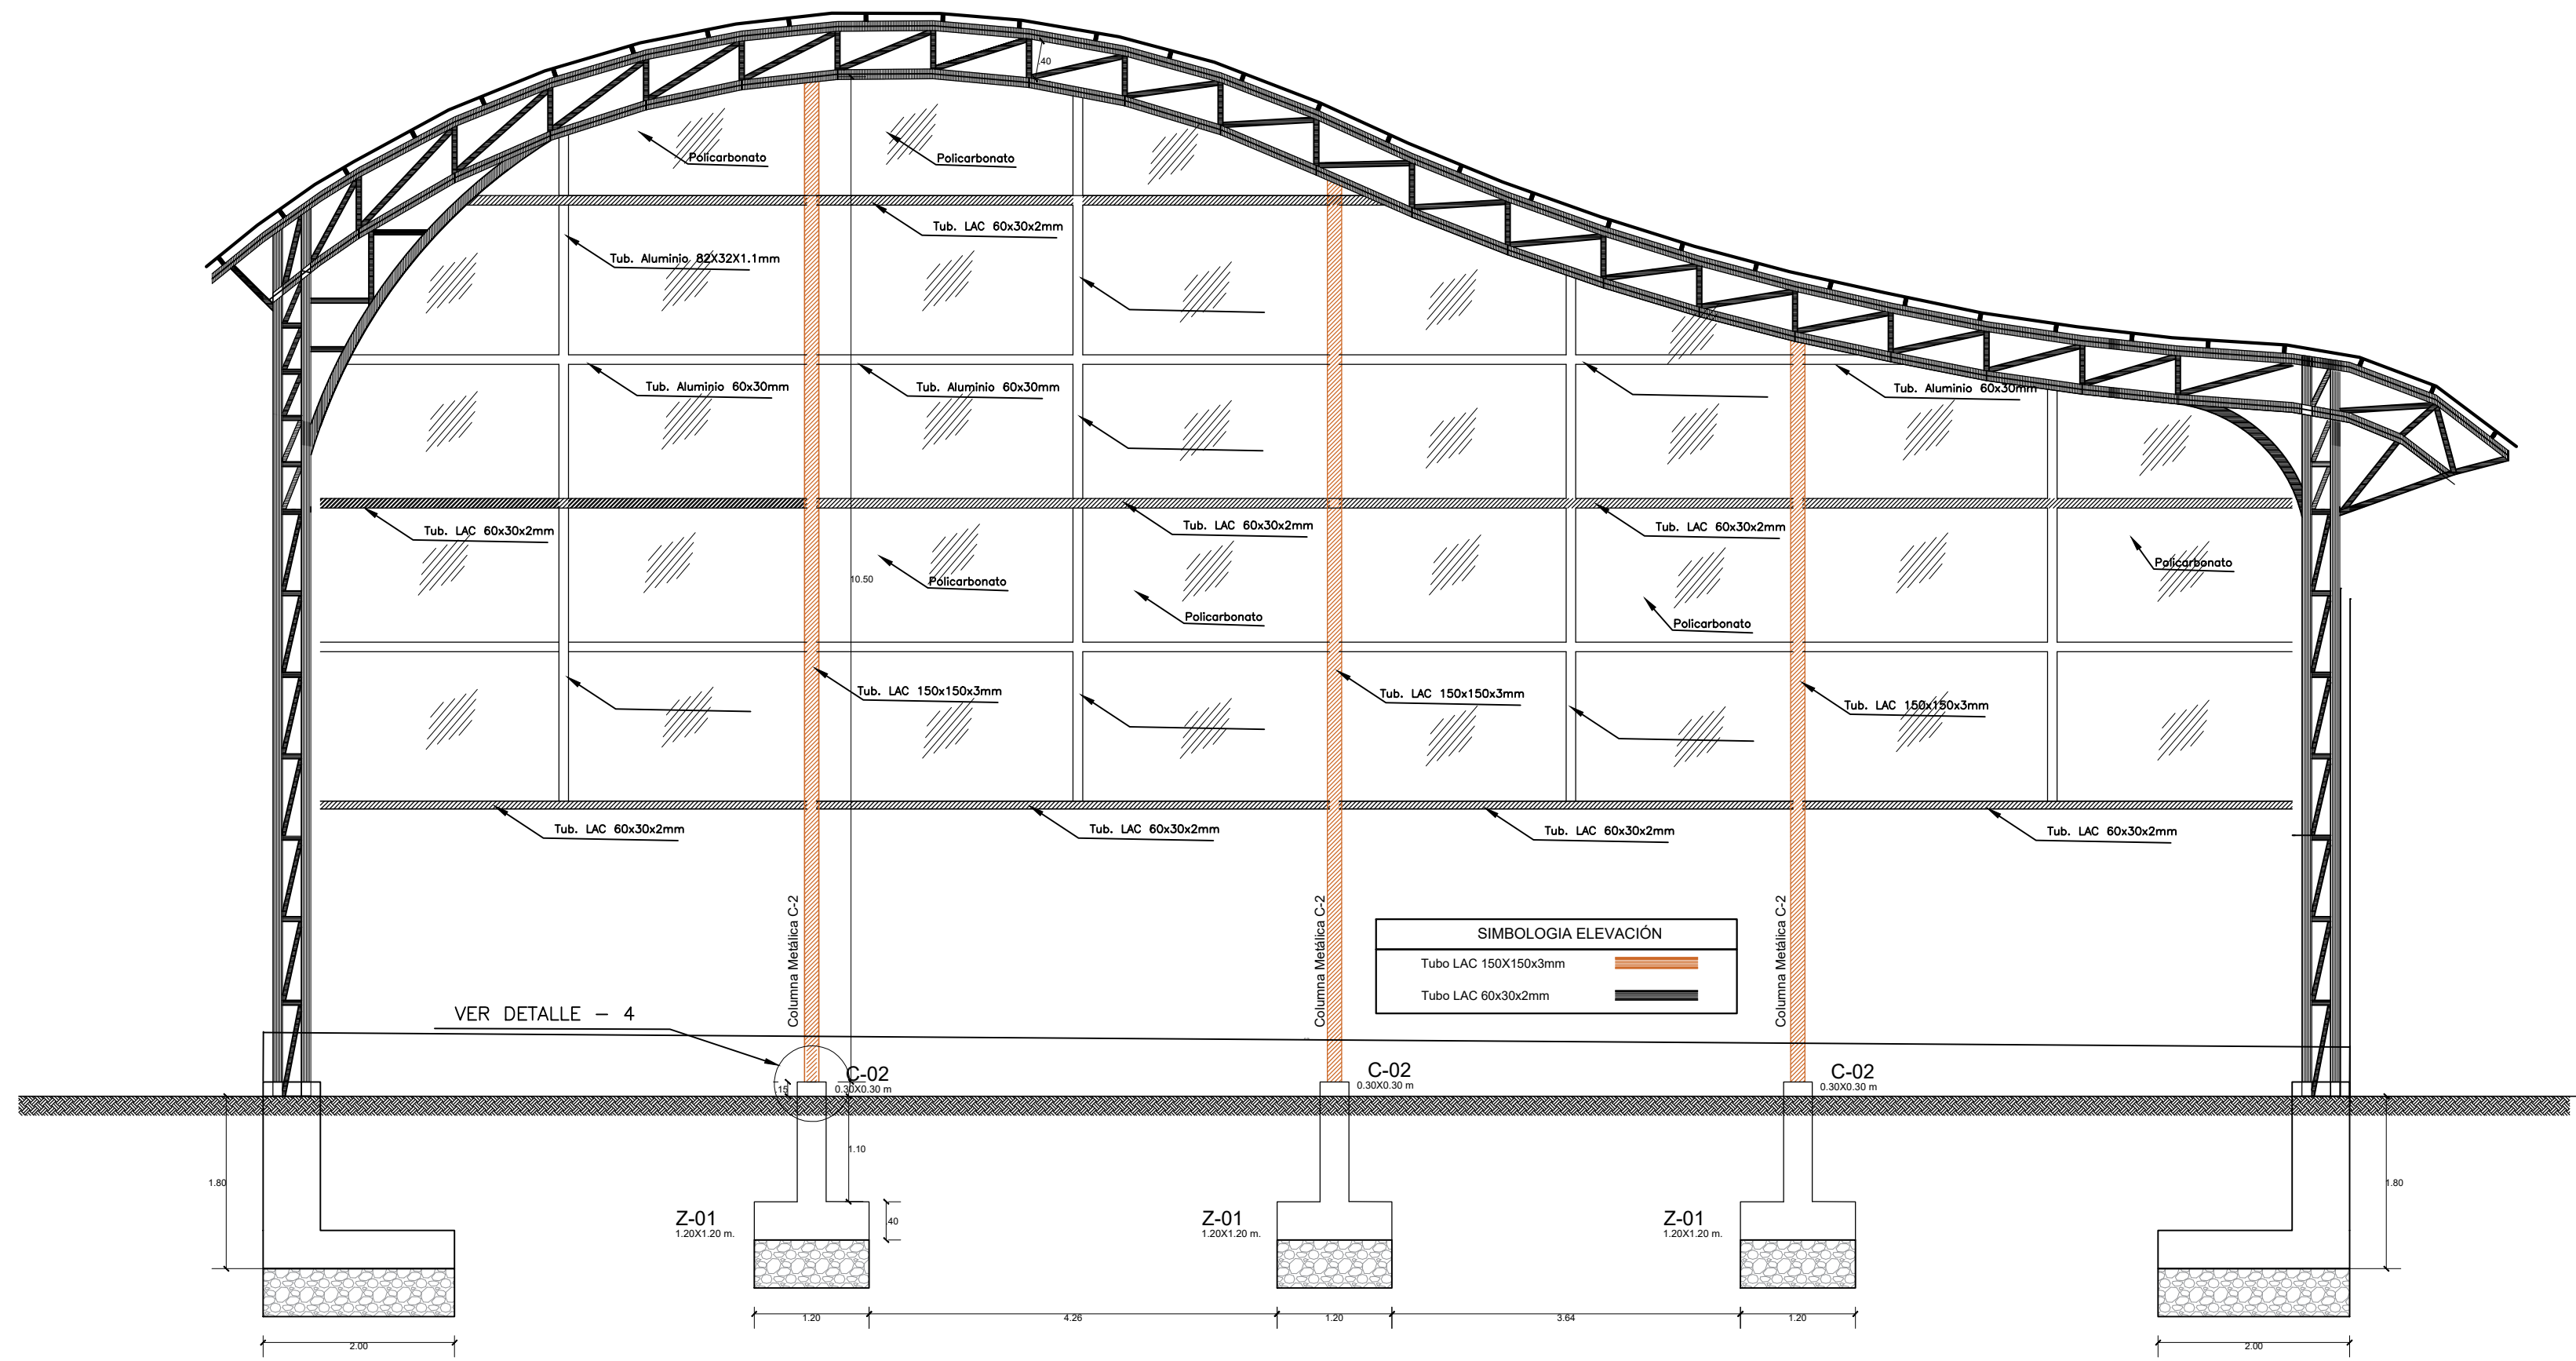 40
Policarbonato
Policarbonato
Tub. LAC 60x30x2mm
Tub. Aluminio 82X32X1.1mm
Tub. Aluminio 60x30mm
Tub. Aluminio 60x30mm
Tub. Aluminio 60x30mm
Tub. LAC 60x30x2mm
Tub. LAC 60x30x2mm
Tub. LAC 60x30x2mm
10.50
Policarbonato
Policarbonato
Policarbonato
Policarbonato
Tub. LAC 150x150x3mm
Tub. LAC 150x150x3mm
Tub. LAC 150x150x3mm
Tub. LAC 60x30x2mm
Tub. LAC 60x30x2mm
Tub. LAC 60x30x2mm
Tub. LAC 60x30x2mm
Columna Metálica C-2
Columna Metálica C-2
Columna Metálica C-2
SIMBOLOGIA ELEVACIÓN
Tubo LAC 150X150x3mm
Tubo LAC 60x30x2mm
VER DETALLE - 4
15
C-02
0.30X0.30 m
C-02
0.30X0.30 m
C-02
0.30X0.30 m
1.10
1.80
1.80
Z-01
1.20X1.20 m.
40
Z-01
1.20X1.20 m.
Z-01
1.20X1.20 m.
1.20
4.26
1.20
3.64
1.20
2.00
2.00